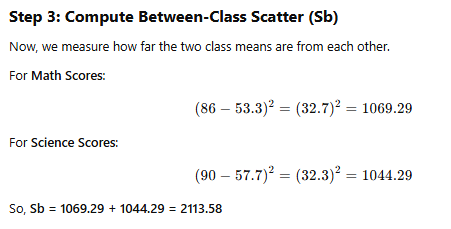 Step 3: Compute Between-Class Scatter (Sb)
Now, we measure how far the two class means are from each other.
For Math Scores:
(86 – 53.3)² = (32.7)² = 1069.29
For Science Scores:
(90 – 57.7)² = (32.3)² = 1044.29
So, Sb = 1069.29 + 1044.29 = 2113.58